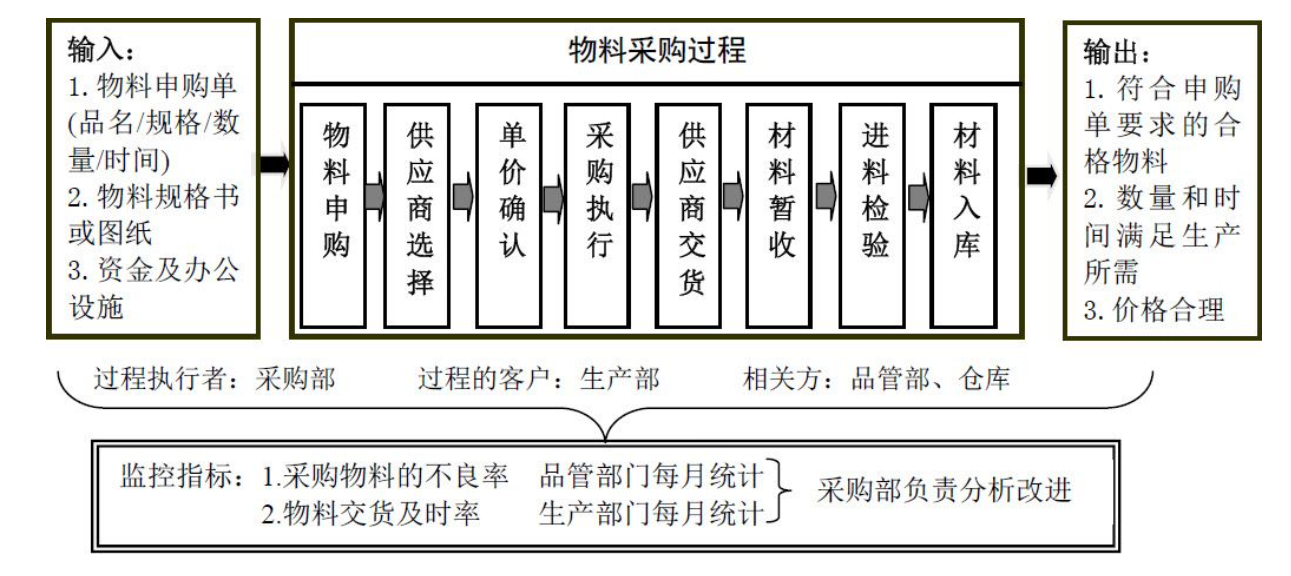 输入：
1. 物料申购单
(品名/规格/数
量/时间)
2. 物料规格书
或图纸
3. 资金及办公
设施
物料采购过程
物料申购
供应商选择
单价确认
采购执行
供应商交货
材料暂收
进料检验
材料入库
输出：
1. 符合申购
单要求的合
格物料
2. 数量和时
间满足生产
所需
3. 价格合理
过程执行者：采购部 过程的客户：生产部 相关方：品管部、仓库
监控指标：1.采购物料的不良率 品管部门每月统计
2.物料交货及时率 生产部门每月统计
采购部负责分析改进